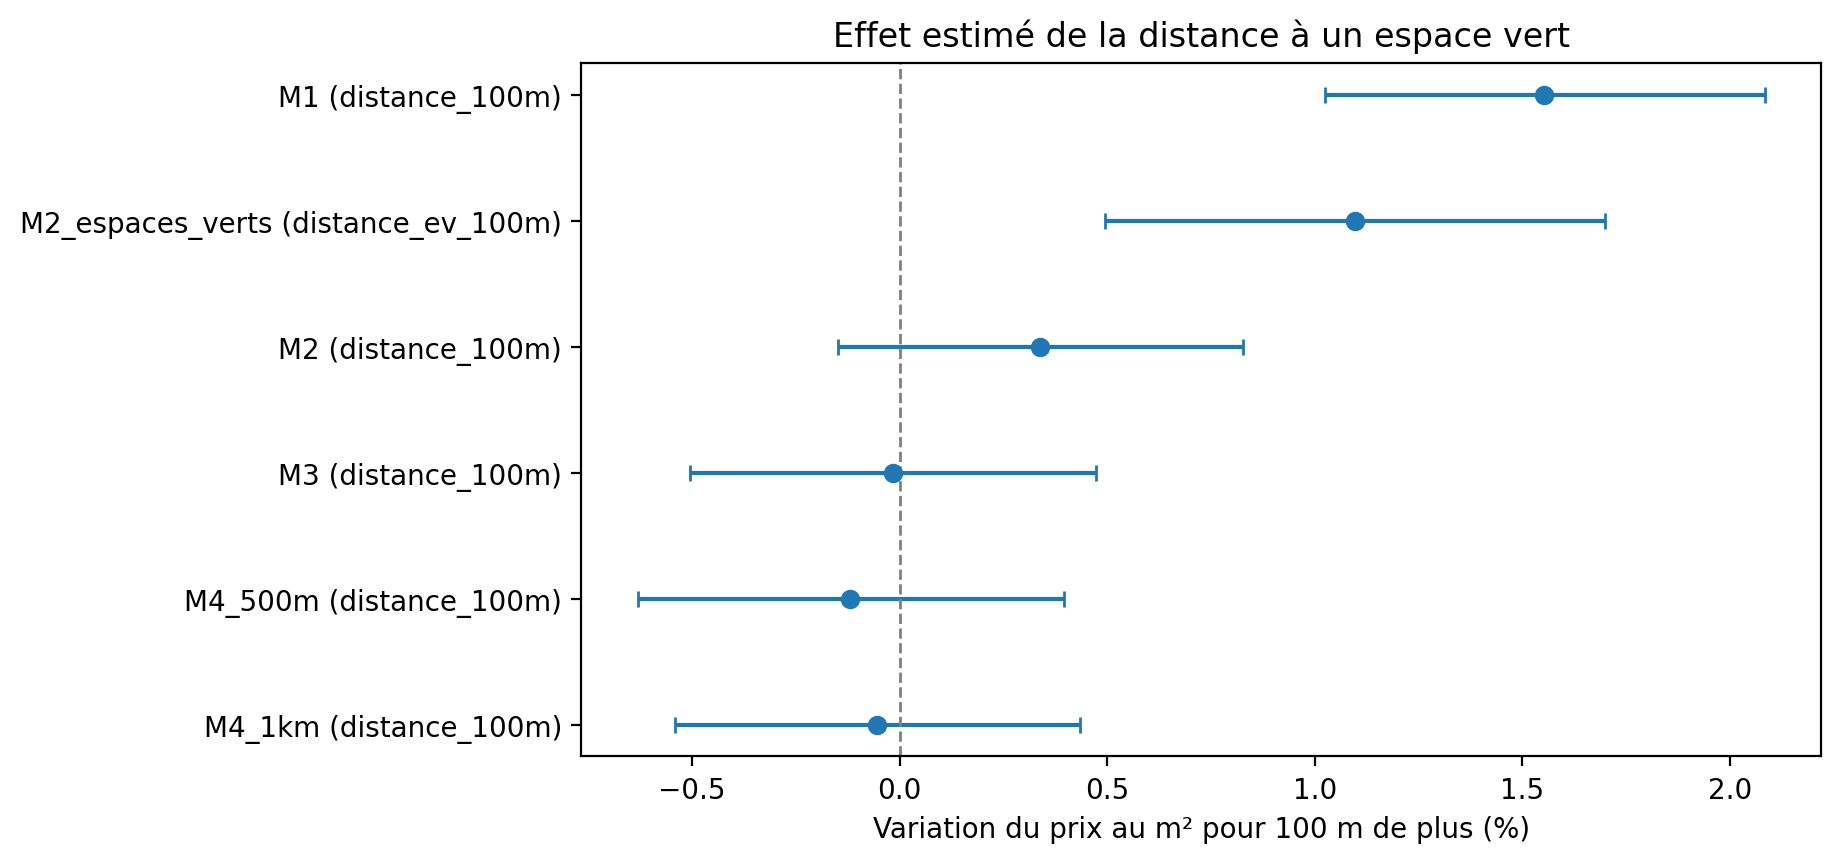 Effet estimé de la distance à un espace vert
M1 (distance_100m)
M2_espaces_verts (distance_ev_100m)
M2 (distance_100m)
M3 (distance_100m)
M4_500m (distance_100m)
M4_1km (distance_100m)
−0.5 0.0 0.5 1.0 1.5 2.0
Variation du prix au m² pour 100 m de plus (%)